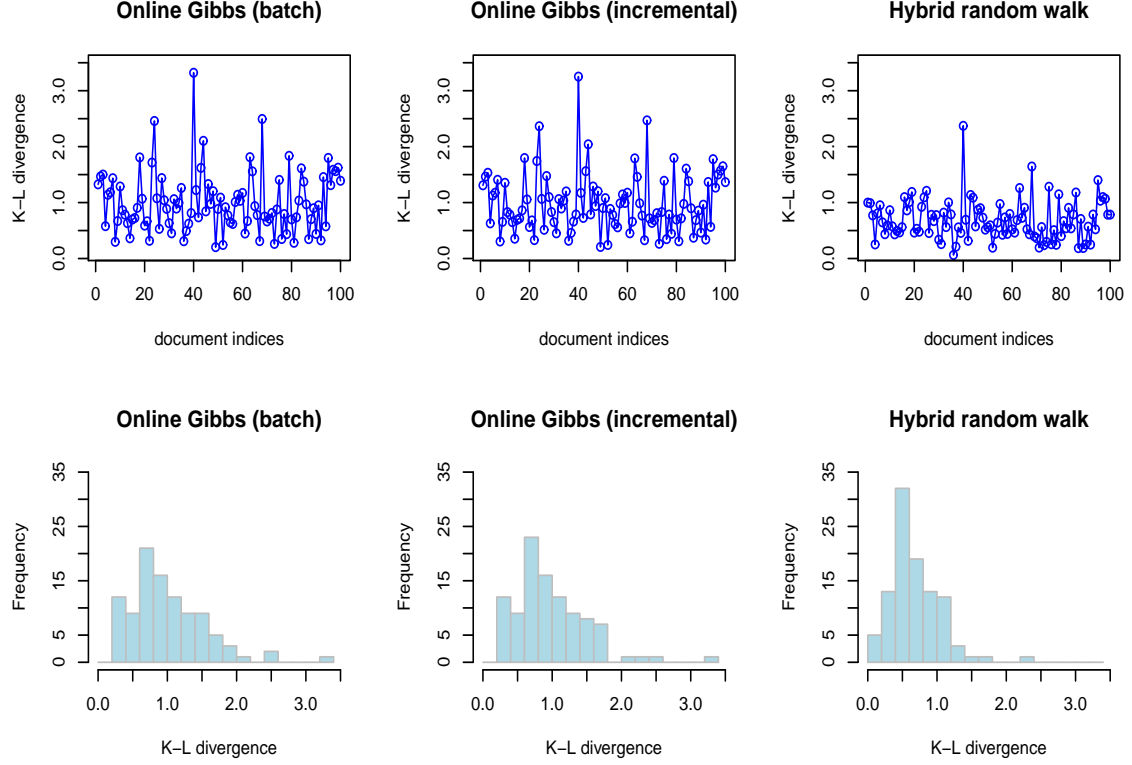 Online Gibbs (batch)
Online Gibbs (incremental)
Hybrid random walk
K−L divergence
0.0 1.0 2.0 3.0
0 20 40 60 80 100
document indices
K−L divergence
0.0 1.0 2.0 3.0
0 20 40 60 80 100
document indices
K−L divergence
0.0 1.0 2.0 3.0
0 20 40 60 80 100
document indices
Online Gibbs (batch)
Online Gibbs (incremental)
Hybrid random walk
Frequency
0 5 15 25 35
0.0 1.0 2.0 3.0
K−L divergence
Frequency
0 5 15 25 35
0.0 1.0 2.0 3.0
K−L divergence
Frequency
0 5 15 25 35
0.0 1.0 2.0 3.0
K−L divergence